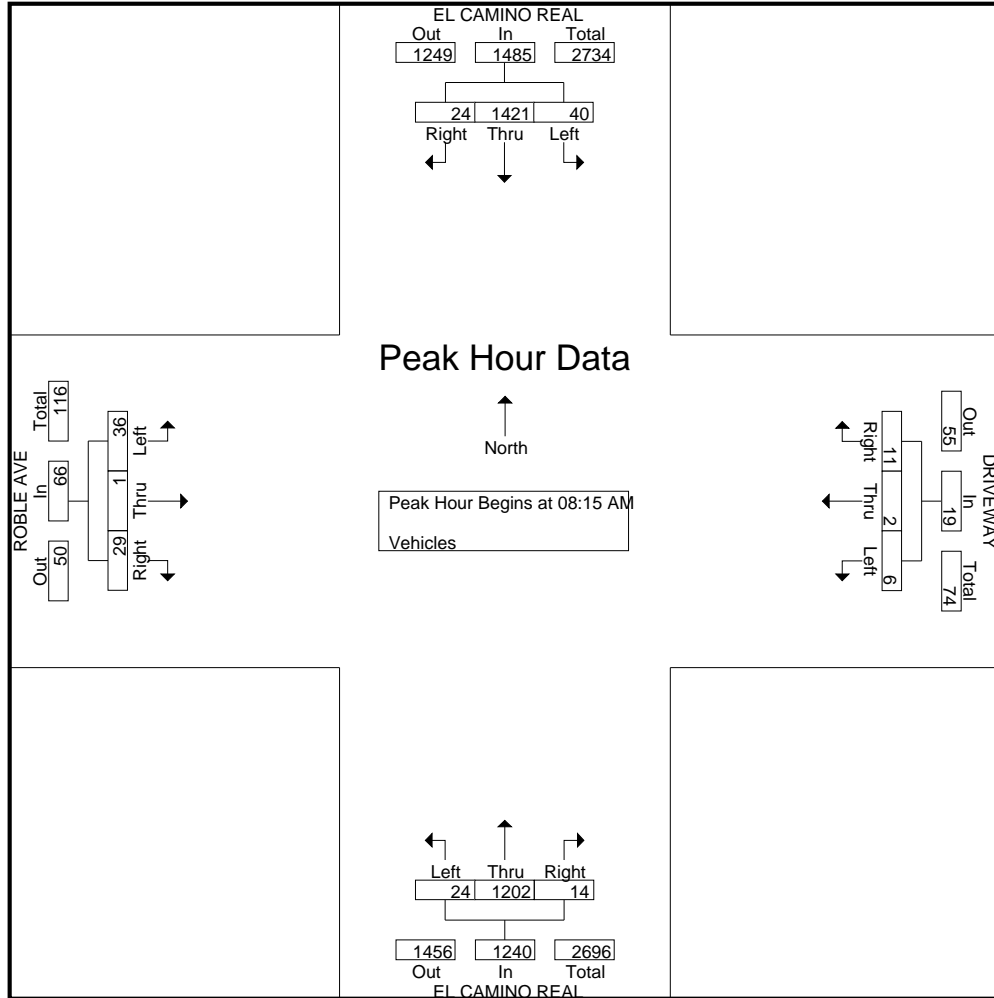 EL CAMINO REAL
Out In Total
1249 1485 2734
24 1421 40
Right Thru Left
Peak Hour Data
North
Peak Hour Begins at 08:15 AM
Vehicles
ROBLE AVE
Out In Total
50 66 116
29 1 36
Right Thru Left
DRIVEWAY
Out In Total
55 19 74
11 2 6
Right Thru Left
Left Thru Right
24 1202 14
1456 1240 2696
Out In Total
EL CAMINO REAL